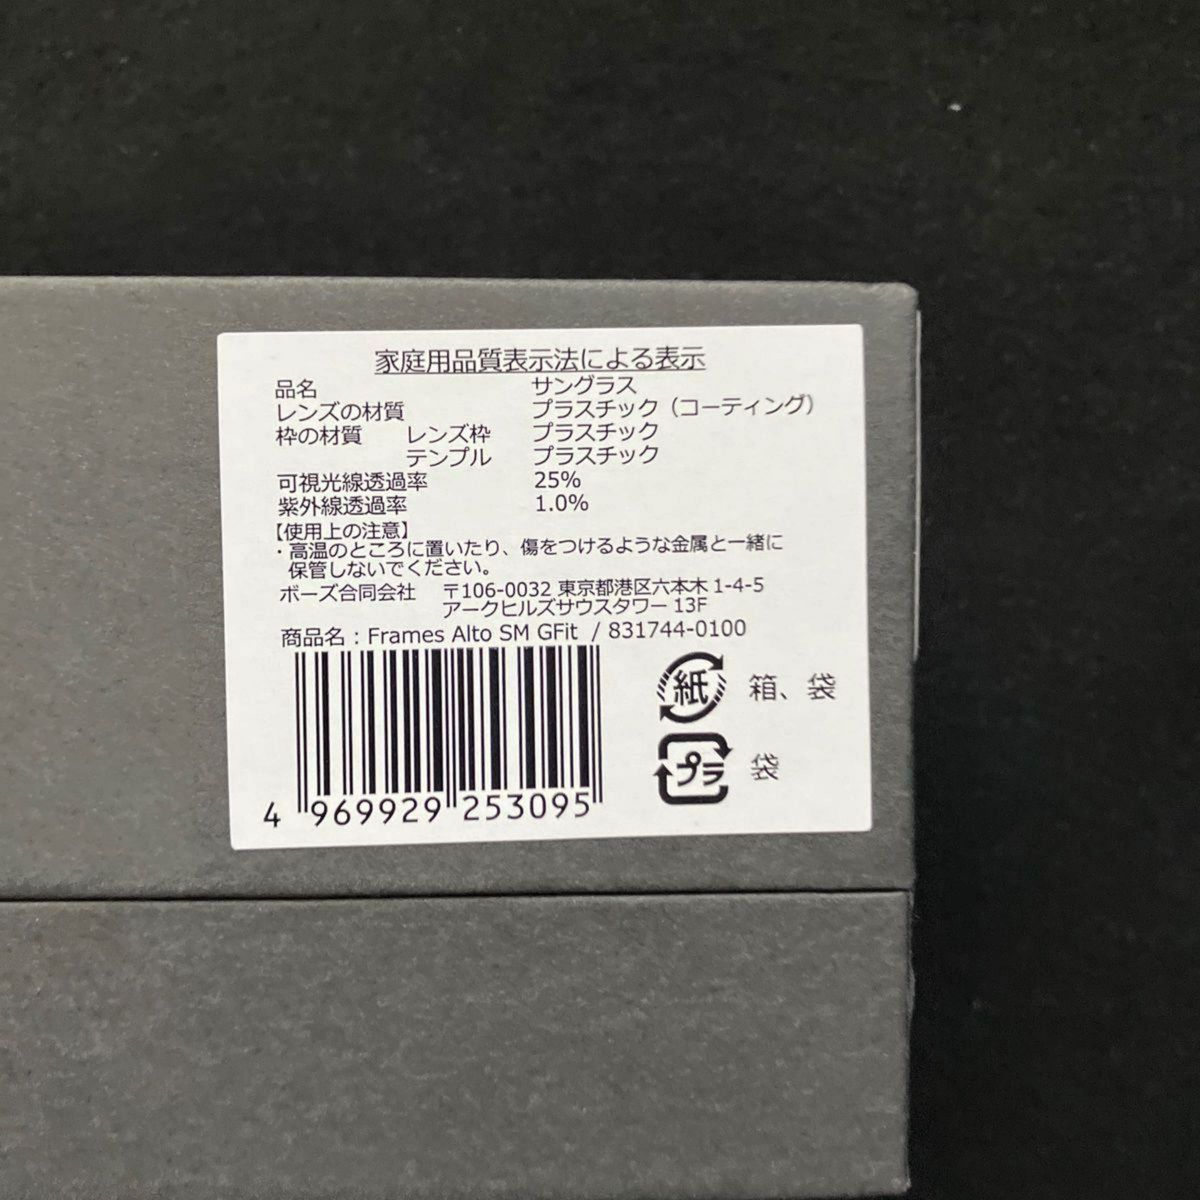 家庭用品質表示法による表示
品名 サングラス
レンズの材質 プラスチック（コーティング）
枠の材質 レンズ枠 プラスチック
テンプル プラスチック
可視光線透過率 25%
紫外線透過率 1.0%
【使用上の注意】
・高温のところに置いたり、傷をつけるような金属と一緒に
保管しないでください。
ボーズ合同会社 〒106-0032 東京都港区六本木 1-4-5
アークヒルズサウスタワー 13F
商品名：Frames Alto SM GFit / 831744-0100
紙 箱、袋
プラ 袋
4 969929 253095